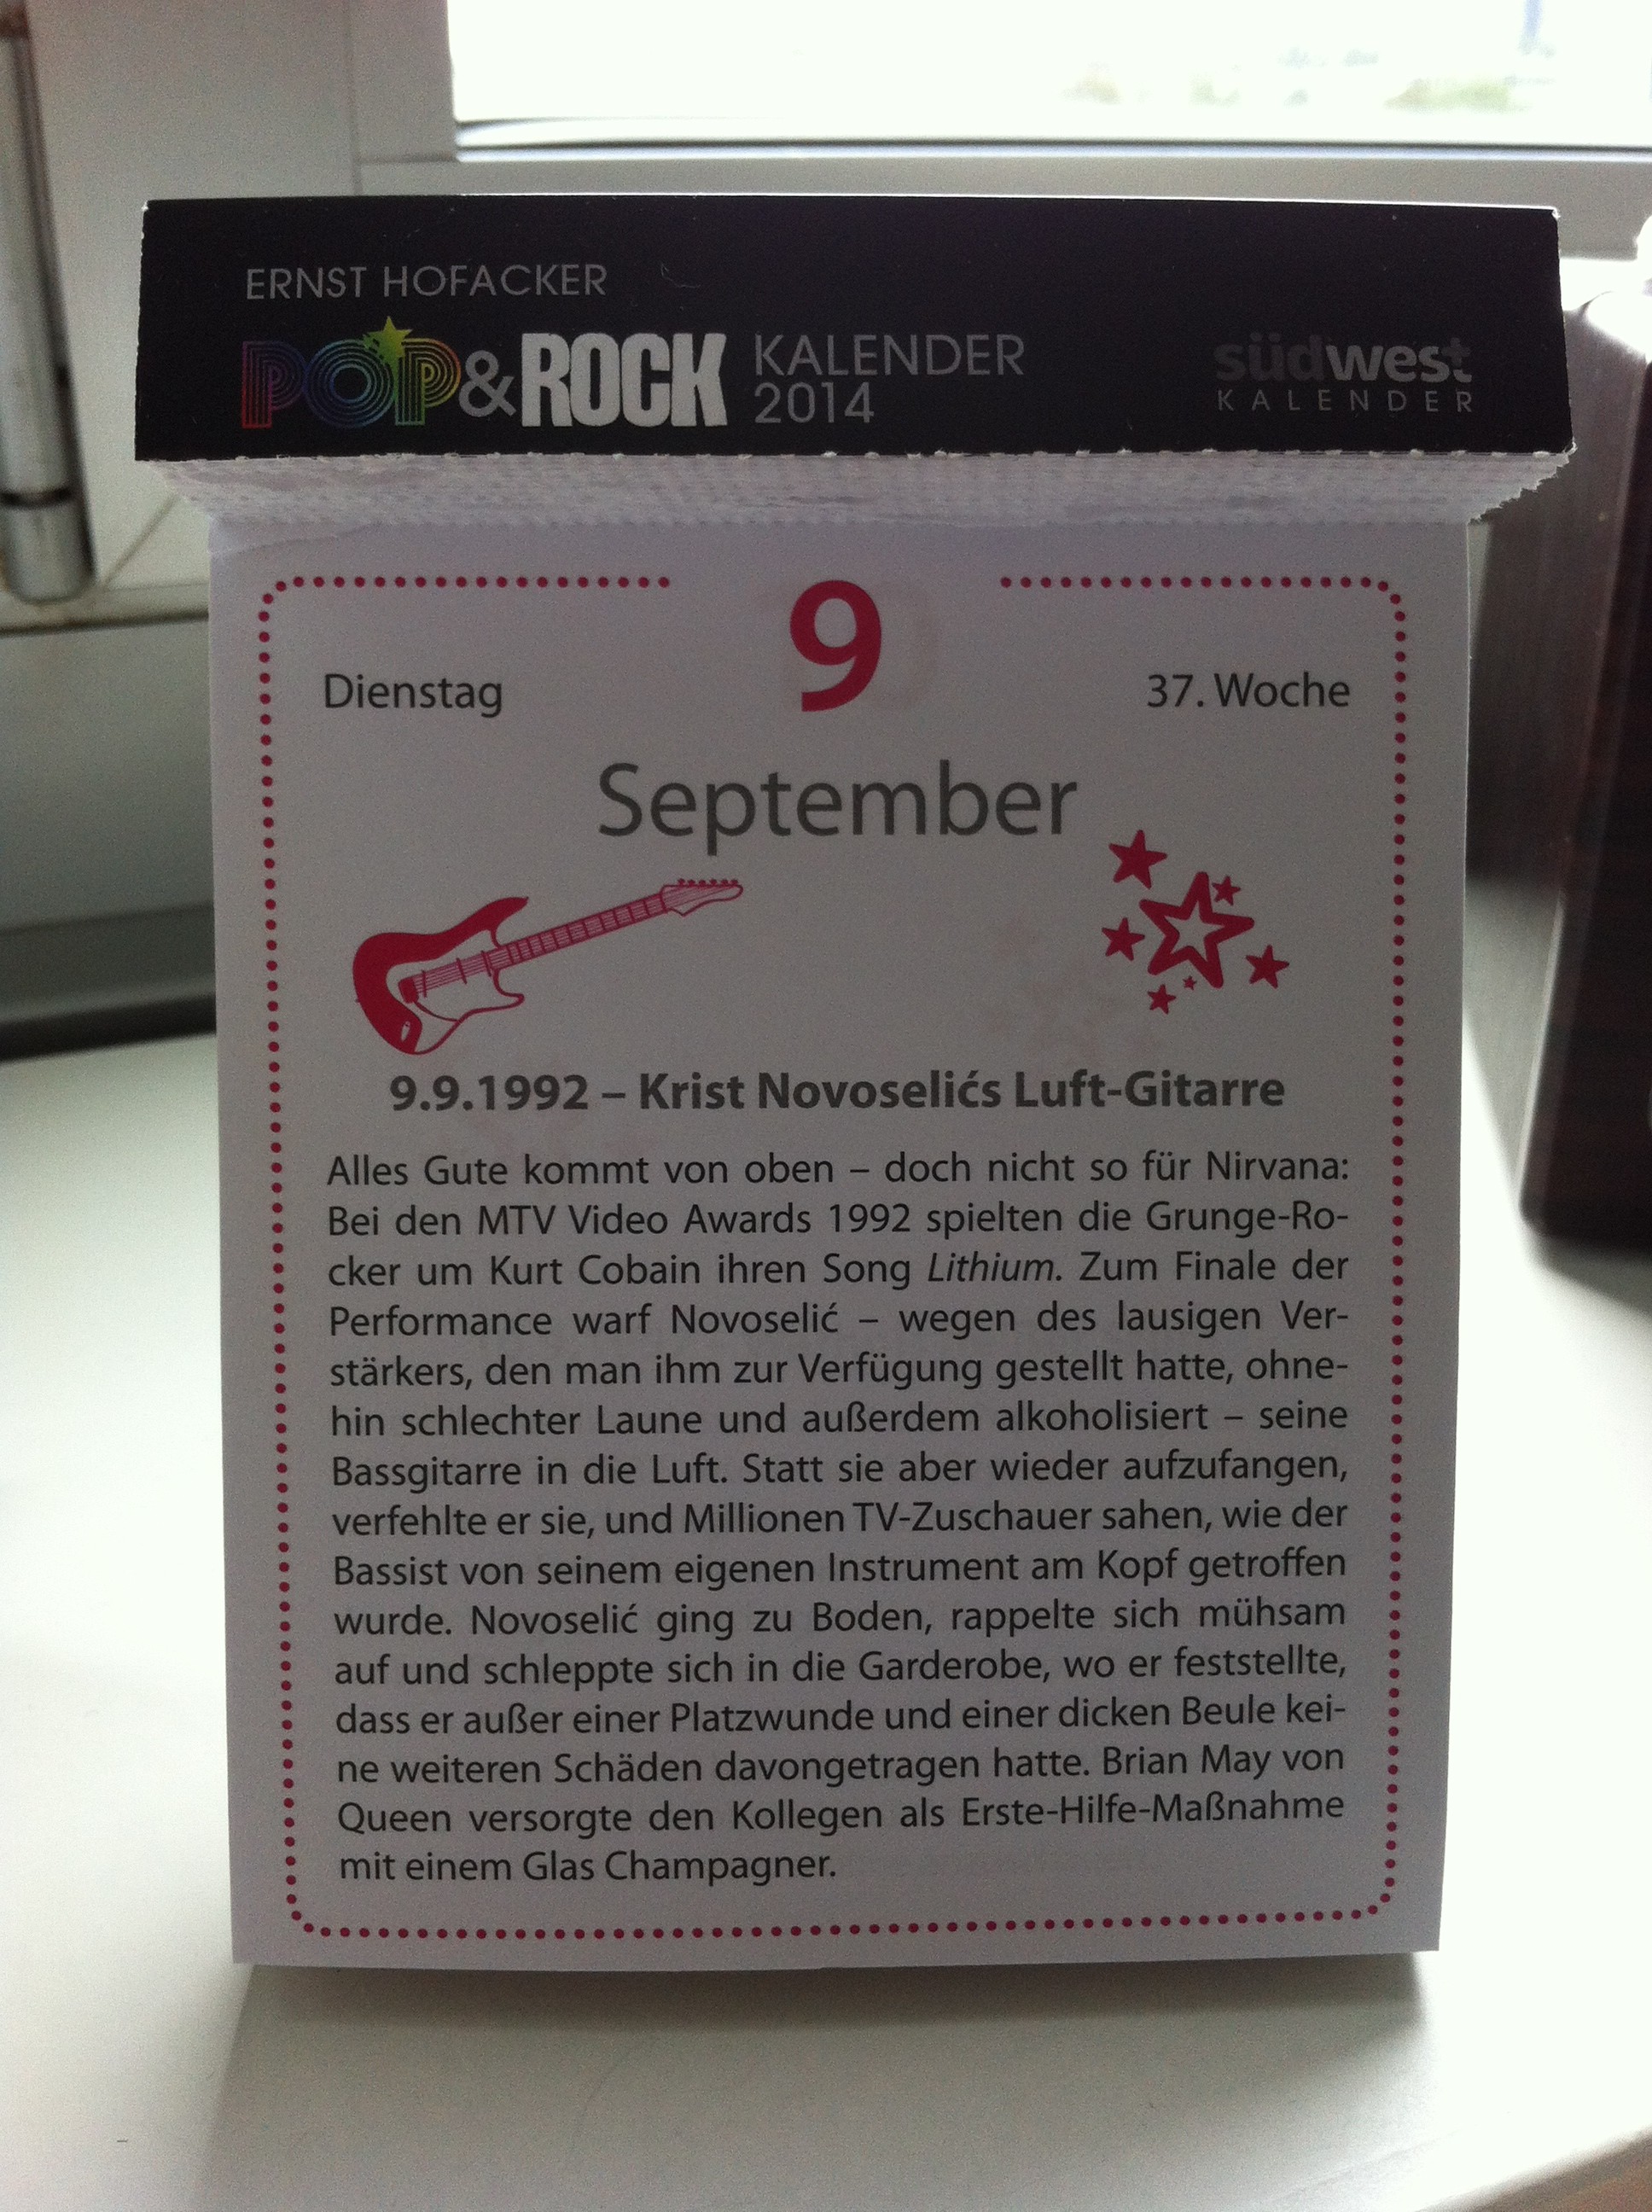 ERNST HOFACKER
POP&ROCK KALENDER
2014
südwest
KALENDER
9
Dienstag
37. Woche
September
9.9.1992 – Krist Novoselićs Luft-Gitarre
Alles Gute kommt von oben – doch nicht so für Nirvana:
Bei den MTV Video Awards 1992 spielten die Grunge-Ro-
cker um Kurt Cobain ihren Song Lithium. Zum Finale der
Performance warf Novoselić – wegen des lausigen Ver-
stärkers, den man ihm zur Verfügung gestellt hatte, ohne-
hin schlechter Laune und außerdem alkoholisiert – seine
Bassgitarre in die Luft. Statt sie aber wieder aufzufangen,
verfehlte er sie, und Millionen TV-Zuschauer sahen, wie der
Bassist von seinem eigenen Instrument am Kopf getroffen
wurde. Novoselić ging zu Boden, rappelte sich mühsam
auf und schleppte sich in die Garderobe, wo er feststellte,
dass er außer einer Platzwunde und einer dicken Beule kei-
ne weiteren Schäden davongetragen hatte. Brian May von
Queen versorgte den Kollegen als Erste-Hilfe-Maßnahme
mit einem Glas Champagner.